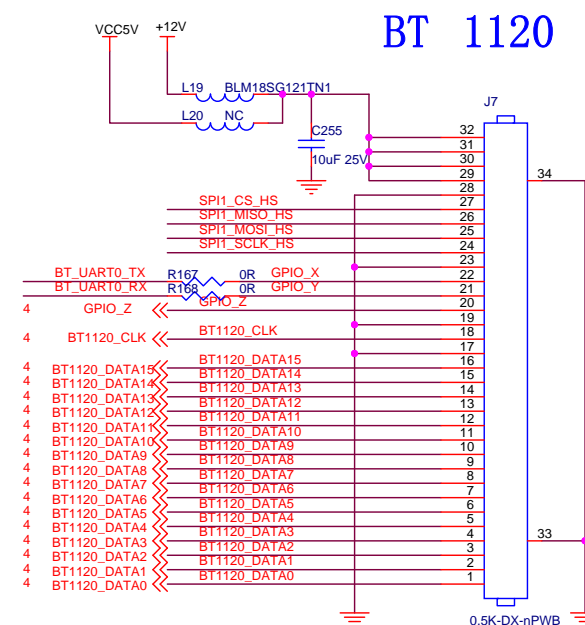 BT 1120
VCC5V +12V
L19 BLM18SG121TN1
L20 NC
C255
10uF 25V
J7
32
31
30
29
28
SPI1_CS_HS 27
SPI1_MISO_HS 26
SPI1_MOSI_HS 25
SPI1_SCLK_HS 24
23
BT_UART0_TX R167 0R GPIO_X 22
BT_UART0_RX R168 0R GPIO_Y 21
4 GPIO_Z GPIO_Z 20
19
4 BT1120_CLK BT1120_CLK 18
17
4 BT1120_DATA15 BT1120_DATA15 16
4 BT1120_DATA14 BT1120_DATA14 15
4 BT1120_DATA13 BT1120_DATA13 14
4 BT1120_DATA12 BT1120_DATA12 13
4 BT1120_DATA11 BT1120_DATA11 12
4 BT1120_DATA10 BT1120_DATA10 11
4 BT1120_DATA9 BT1120_DATA9 10
4 BT1120_DATA8 BT1120_DATA8 9
4 BT1120_DATA7 BT1120_DATA7 8
4 BT1120_DATA6 BT1120_DATA6 7
4 BT1120_DATA5 BT1120_DATA5 6
4 BT1120_DATA4 BT1120_DATA4 5
4 BT1120_DATA3 BT1120_DATA3 4
4 BT1120_DATA2 BT1120_DATA2 3
4 BT1120_DATA1 BT1120_DATA1 2
4 BT1120_DATA0 BT1120_DATA0 1
34
33
0.5K-DX-nPWB